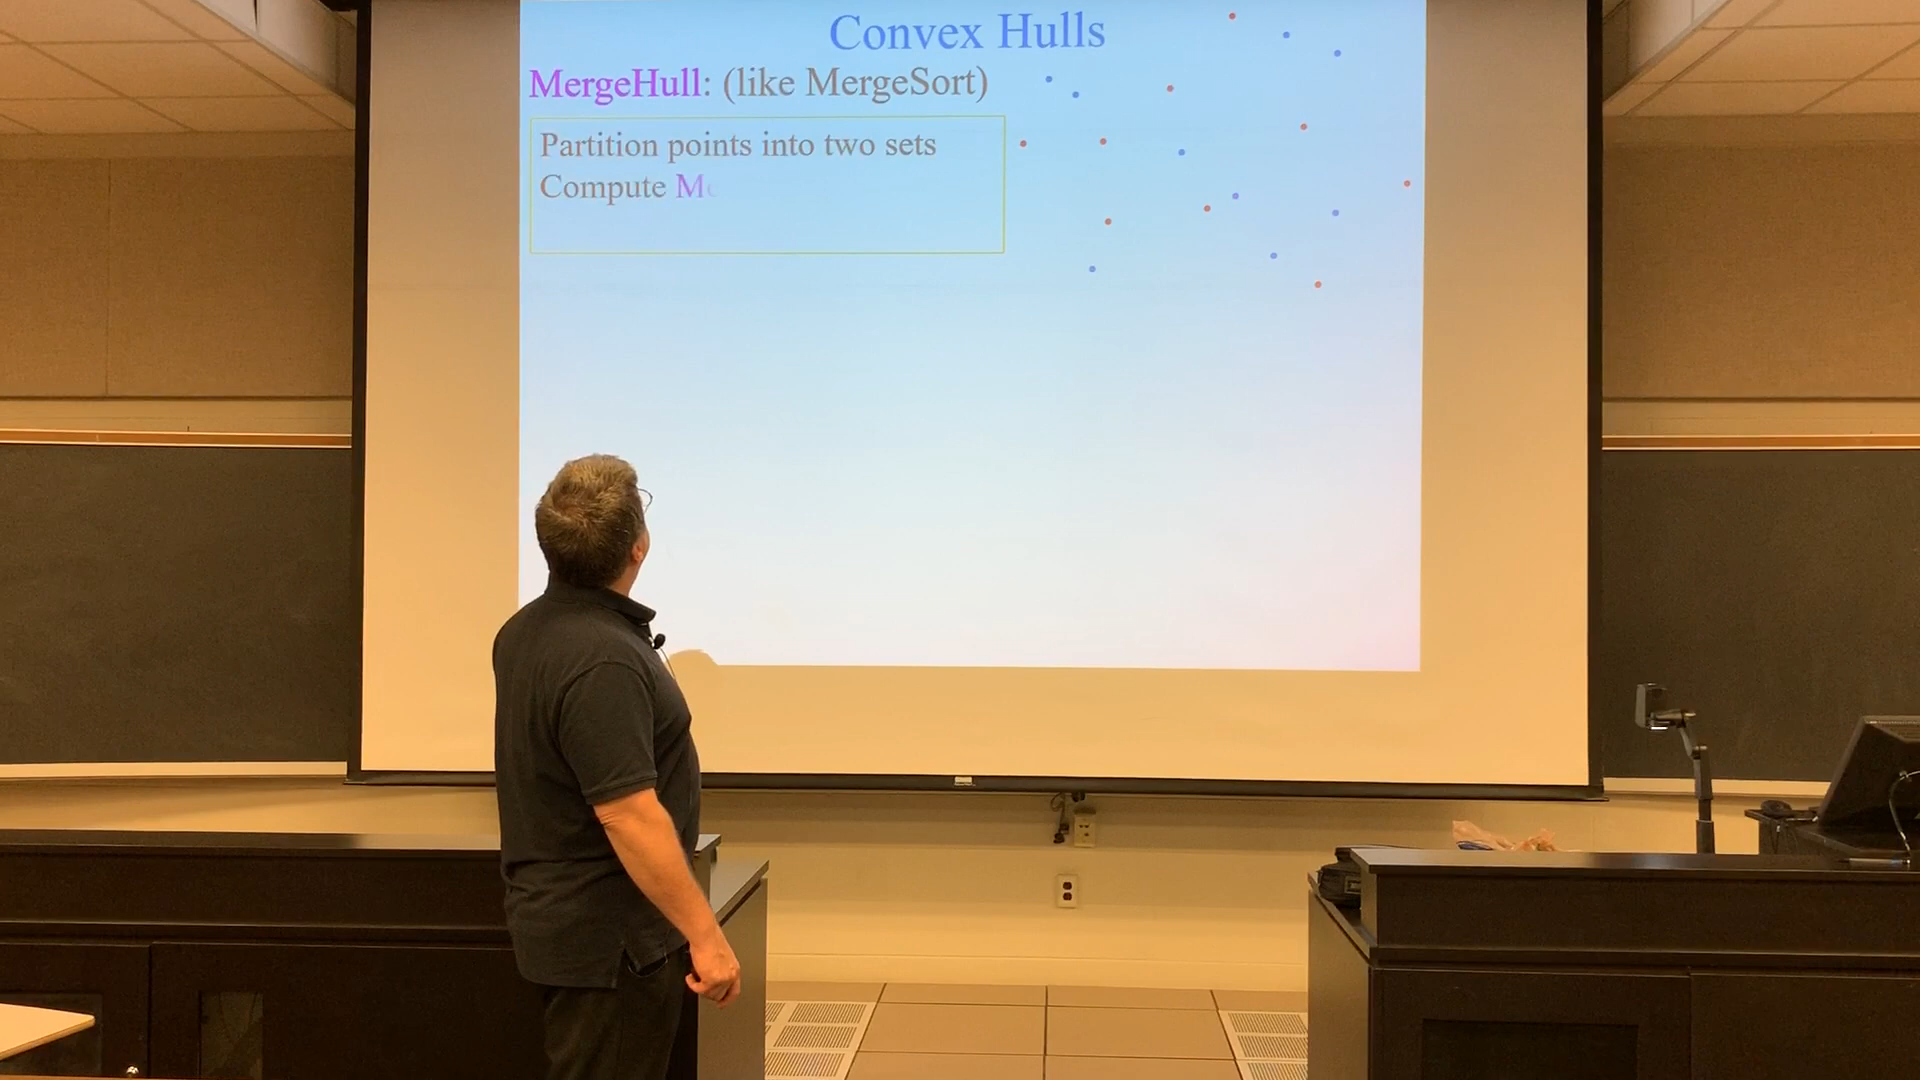 Convex Hulls
MergeHull: (like MergeSort)
Partition points into two sets
Compute M